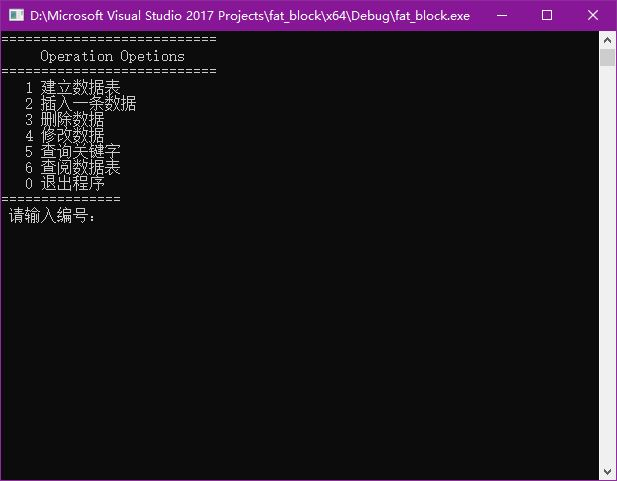 D:\Microsoft Visual Studio 2017 Projects\fat_block\x64\Debug\fat_block.exe
===========================
Operation Opetions
===========================
1 建立数据表
2 插入一条数据
3 删除数据
4 修改数据
5 查询关键字
6 查阅数据表
0 退出程序
===============
请输入编号：